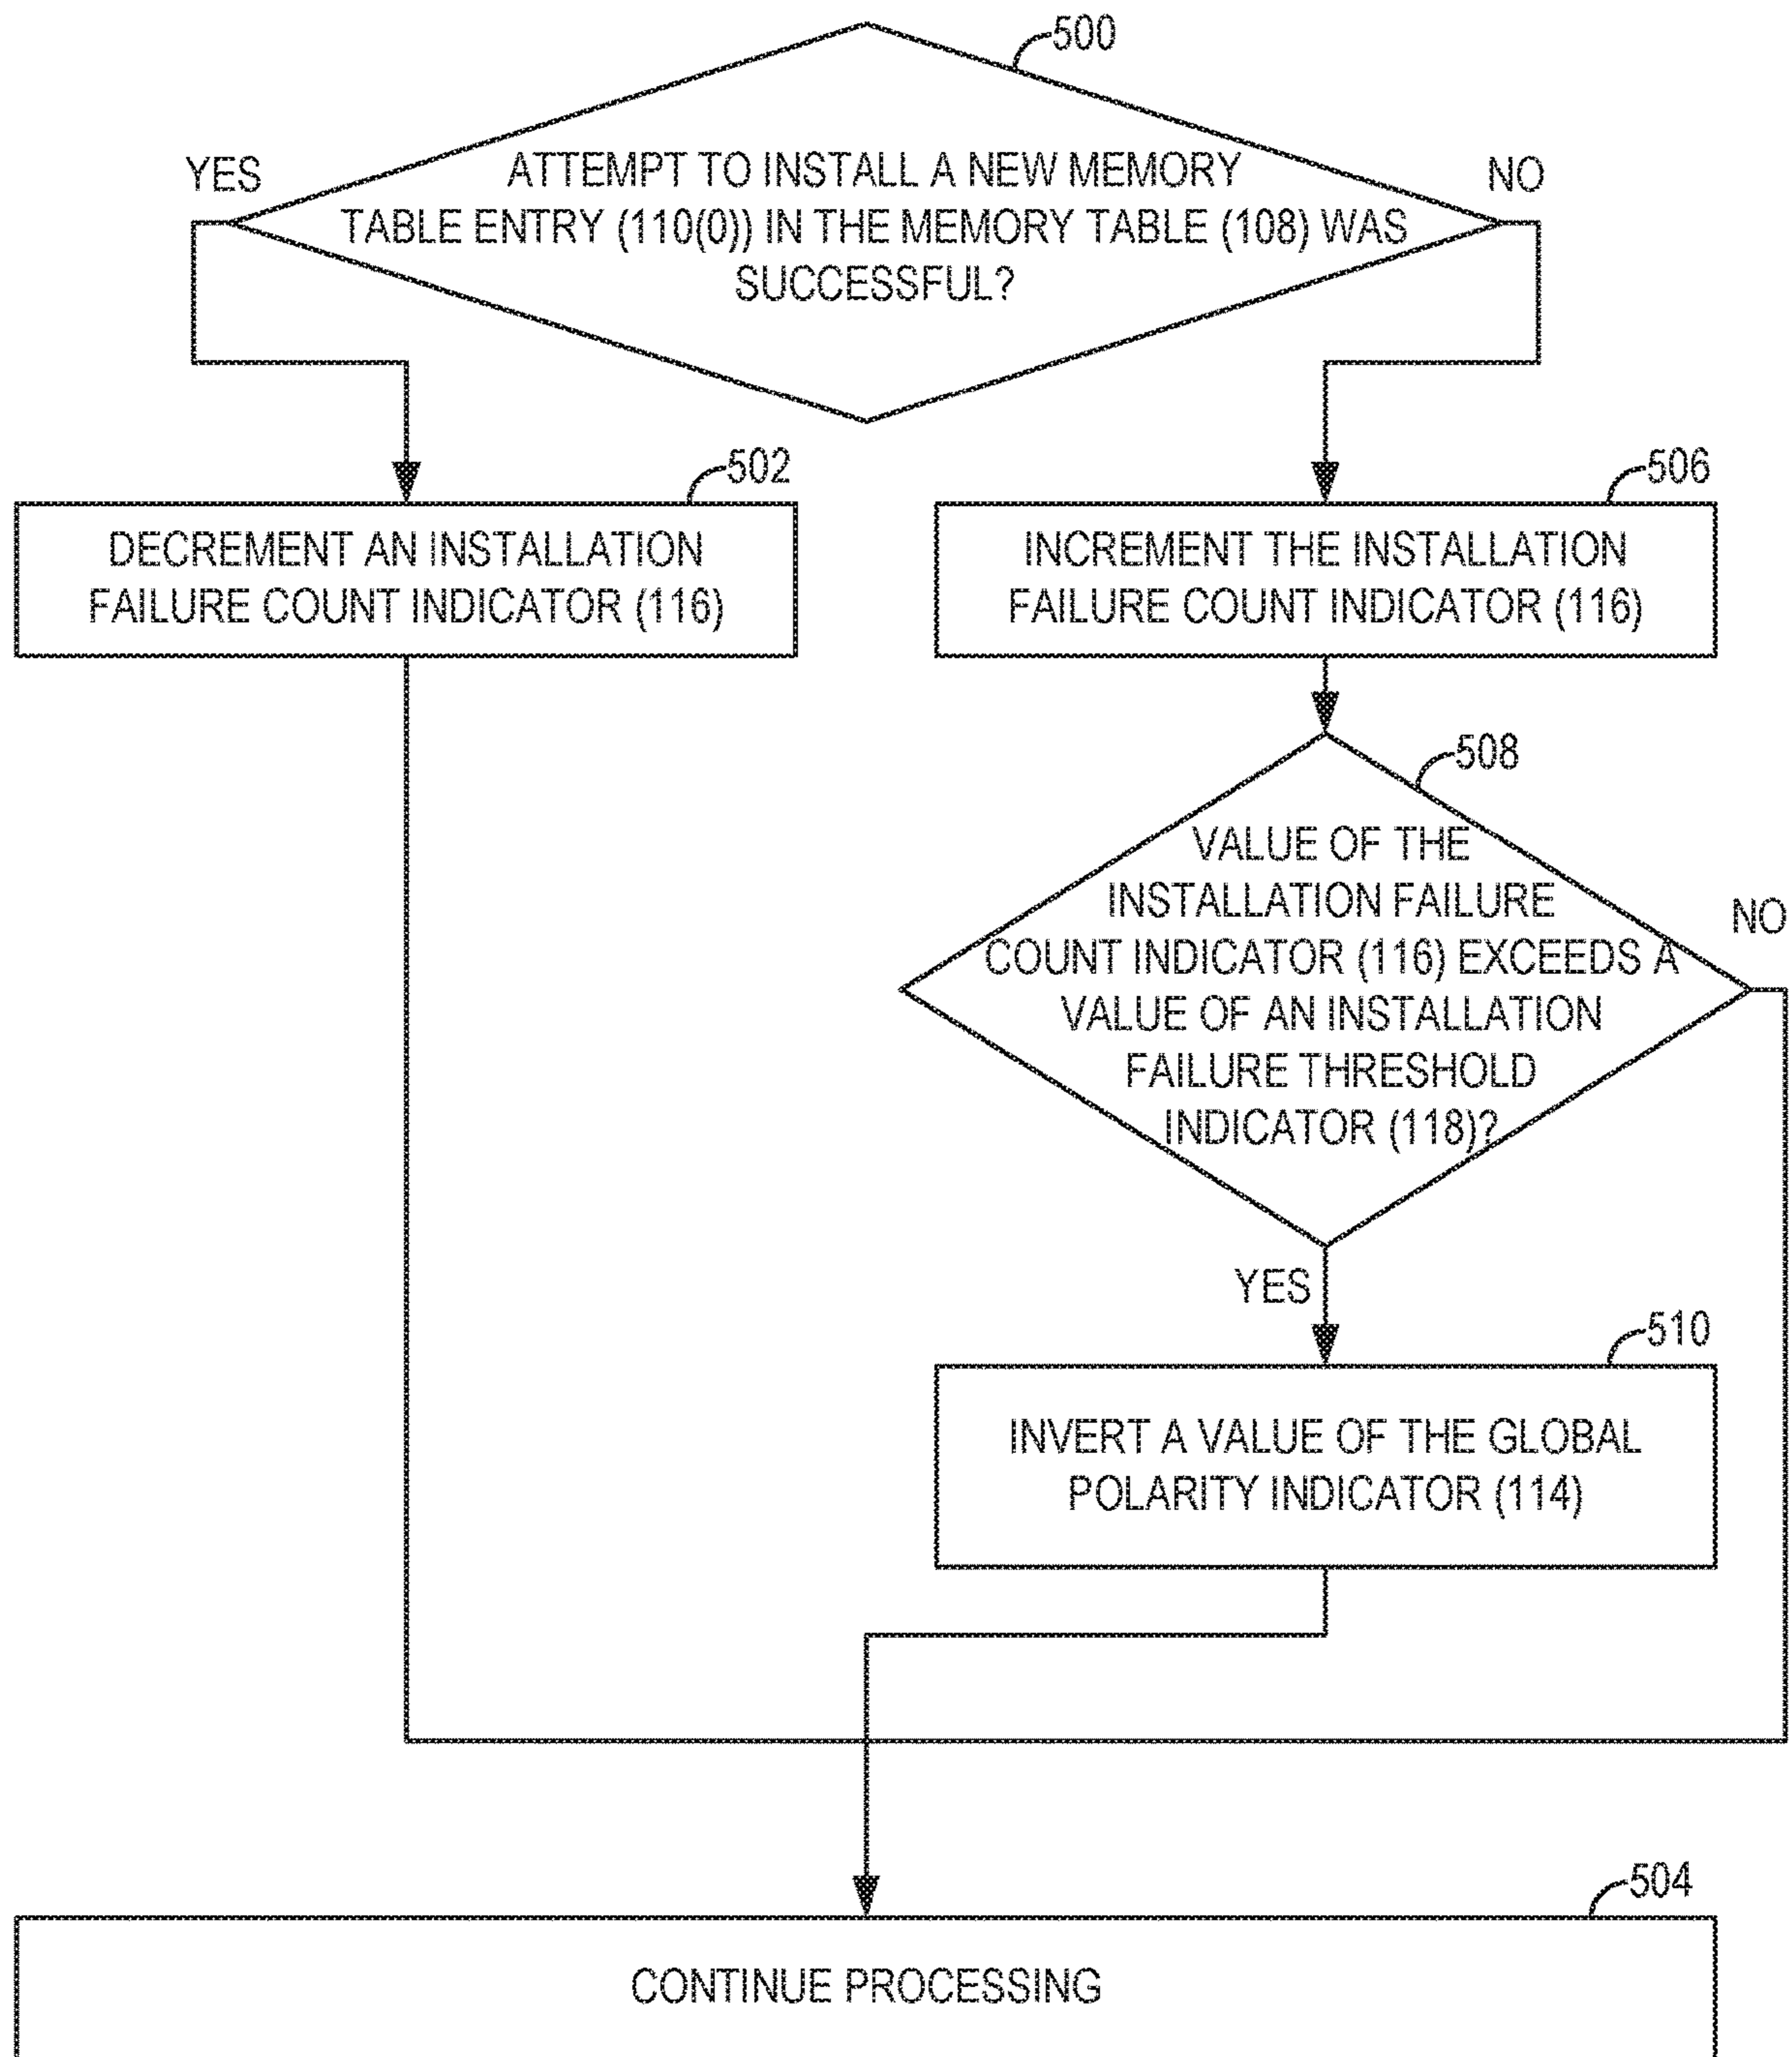 500
YES
NO
ATTEMPT TO INSTALL A NEW MEMORY
TABLE ENTRY (110(0)) IN THE MEMORY TABLE (108) WAS
SUCCESSFUL?
502
506
DECREMENT AN INSTALLATION
FAILURE COUNT INDICATOR (116)
INCREMENT THE INSTALLATION
FAILURE COUNT INDICATOR (116)
508
VALUE OF THE
INSTALLATION FAILURE
COUNT INDICATOR (116) EXCEEDS A
VALUE OF AN INSTALLATION
FAILURE THRESHOLD
INDICATOR (118)?
NO
YES
510
INVERT A VALUE OF THE GLOBAL
POLARITY INDICATOR (114)
504
CONTINUE PROCESSING